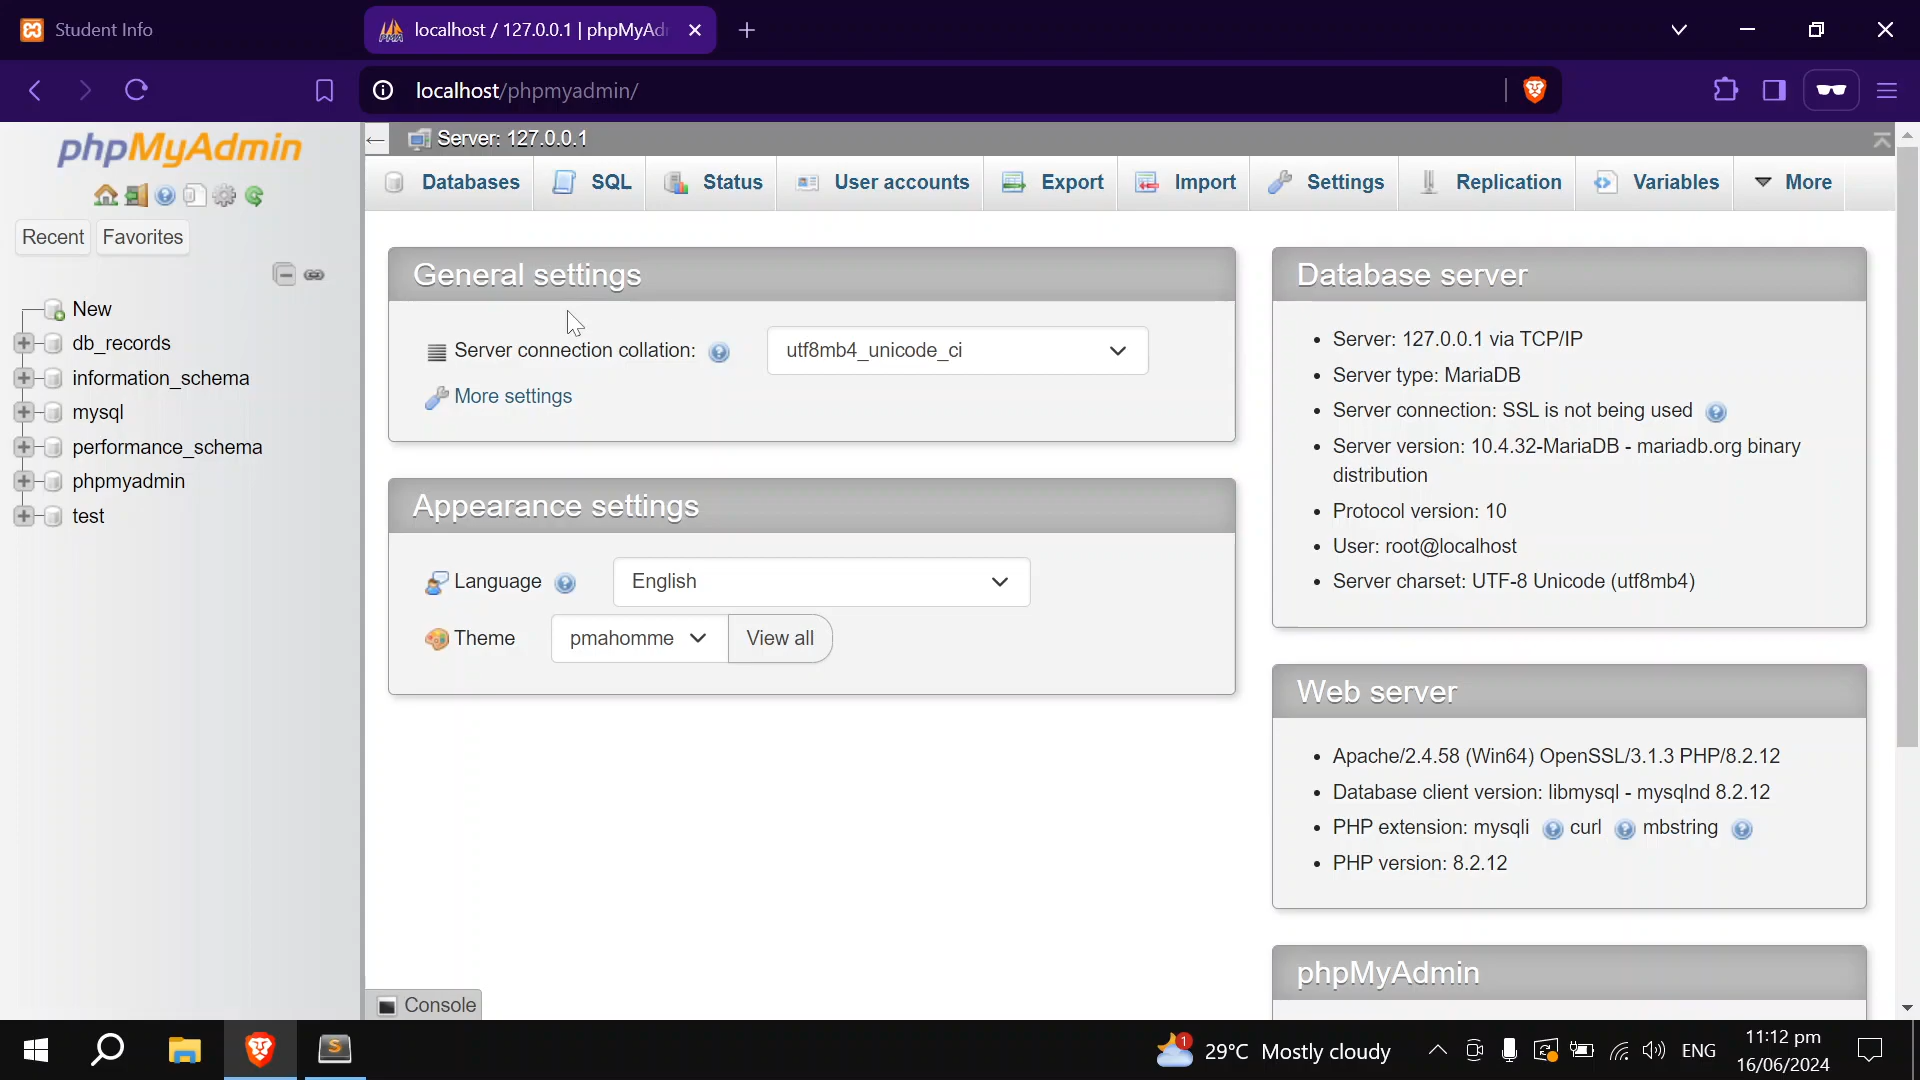 Student Info
localhost / 127.0.0.1 | phpMyAd
localhost/phpmyadmin/
phpMyAdmin
Recent
Favorites
New
db_records
information_schema
mysql
performance_schema
phpmyadmin
test
Server: 127.0.0.1
Databases
SQL
Status
User accounts
Export
Import
Settings
Replication
Variables
More
General settings
Server connection collation:
utf8mb4_unicode_ci
More settings
Appearance settings
Language
English
Theme
pmahomme
View all
Database server
Server: 127.0.0.1 via TCP/IP
Server type: MariaDB
Server connection: SSL is not being used
Server version: 10.4.32-MariaDB - mariadb.org binary
distribution
Protocol version: 10
User: root@localhost
Server charset: UTF-8 Unicode (utf8mb4)
Web server
Apache/2.4.58 (Win64) OpenSSL/3.1.3 PHP/8.2.12
Database client version: libmysql - mysqlnd 8.2.12
PHP extension: mysqli curl mbstring
PHP version: 8.2.12
phpMyAdmin
Console
1
29°C Mostly cloudy
ENG
11:12 pm
16/06/2024